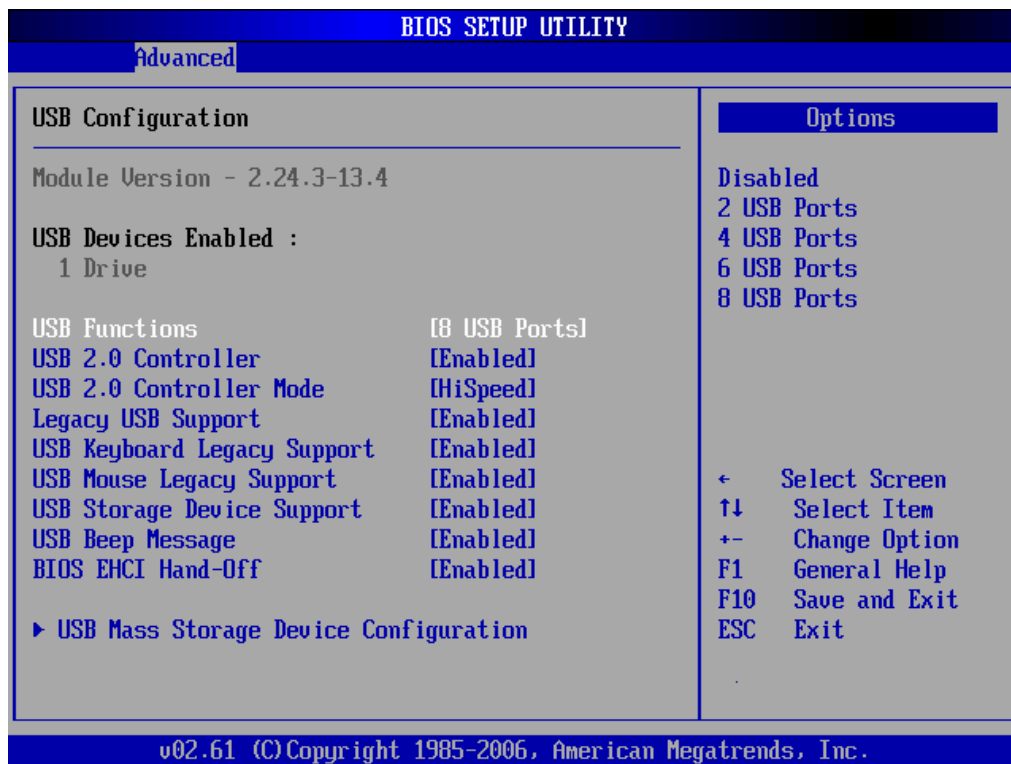 BIOS SETUP UTILITY
Advanced
USB Configuration
Module Version - 2.24.3-13.4
USB Devices Enabled :
1 Drive
USB Functions [8 USB Ports]
USB 2.0 Controller [Enabled]
USB 2.0 Controller Mode [HiSpeed]
Legacy USB Support [Enabled]
USB Keyboard Legacy Support [Enabled]
USB Mouse Legacy Support [Enabled]
USB Storage Device Support [Enabled]
USB Beep Message [Enabled]
BIOS EHCI Hand-Off [Enabled]
USB Mass Storage Device Configuration
Options
Disabled
2 USB Ports
4 USB Ports
6 USB Ports
8 USB Ports
← Select Screen
↑↓ Select Item
+- Change Option
F1 General Help
F10 Save and Exit
ESC Exit
v02.61 (C)Copyright 1985-2006, American Megatrends, Inc.